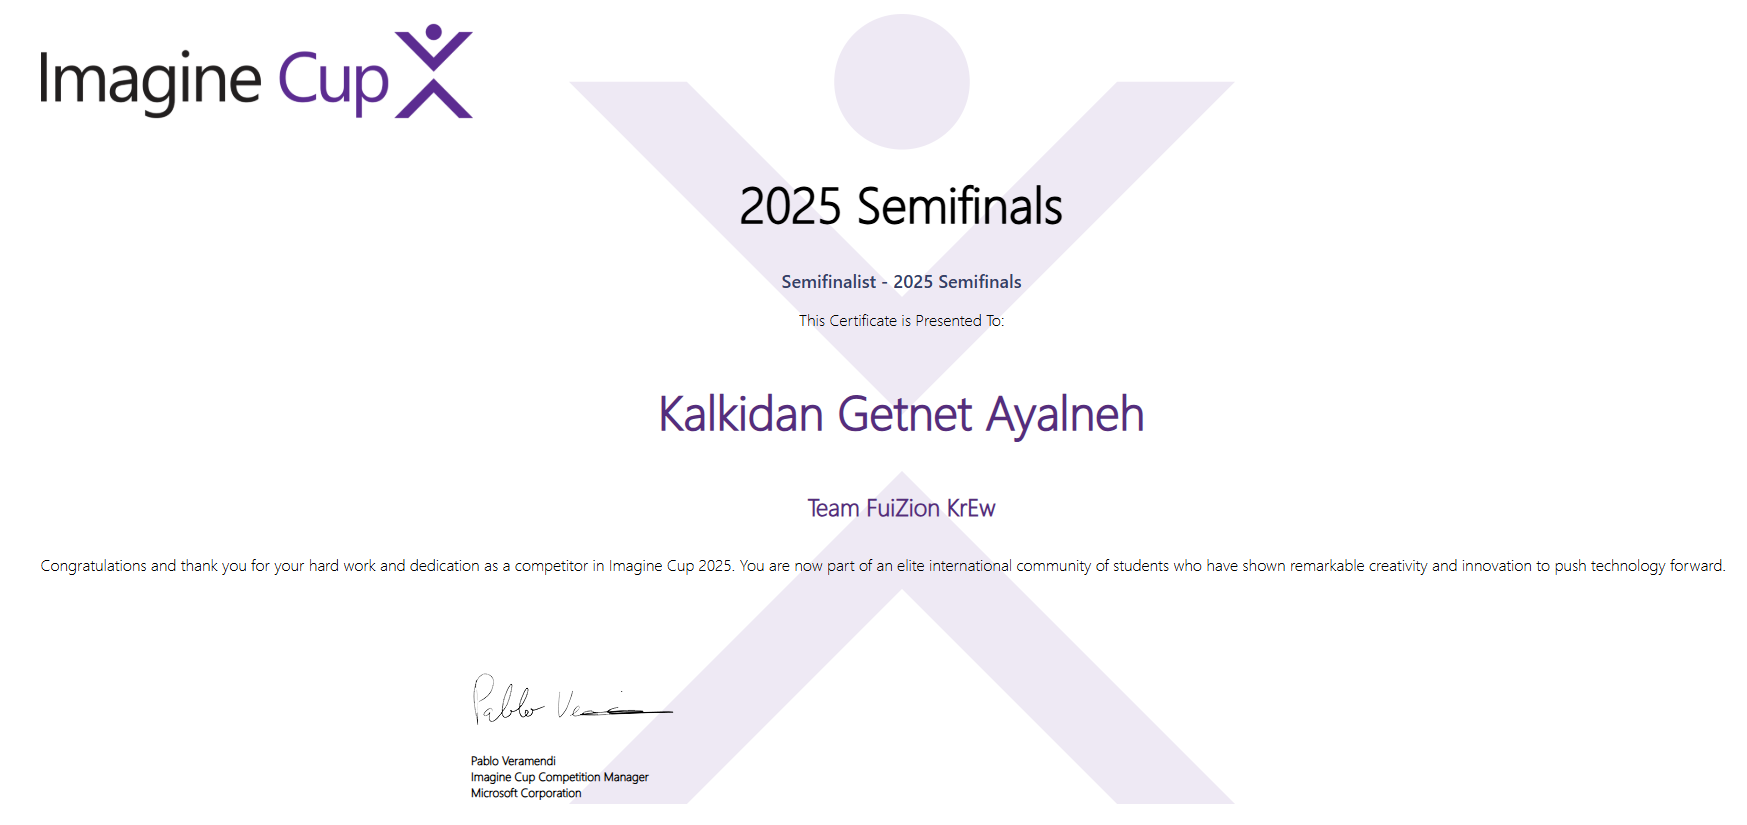 Imagine Cup
2025 Semifinals
Semifinalist - 2025 Semifinals
This Certificate is Presented To:
Kalkidan Getnet Ayalneh
Team FuiZion KrEw
Congratulations and thank you for your hard work and dedication as a competitor in Imagine Cup 2025. You are now part of an elite international community of students who have shown remarkable creativity and innovation to push technology forward.
Pablo Veramendi
Imagine Cup Competition Manager
Microsoft Corporation